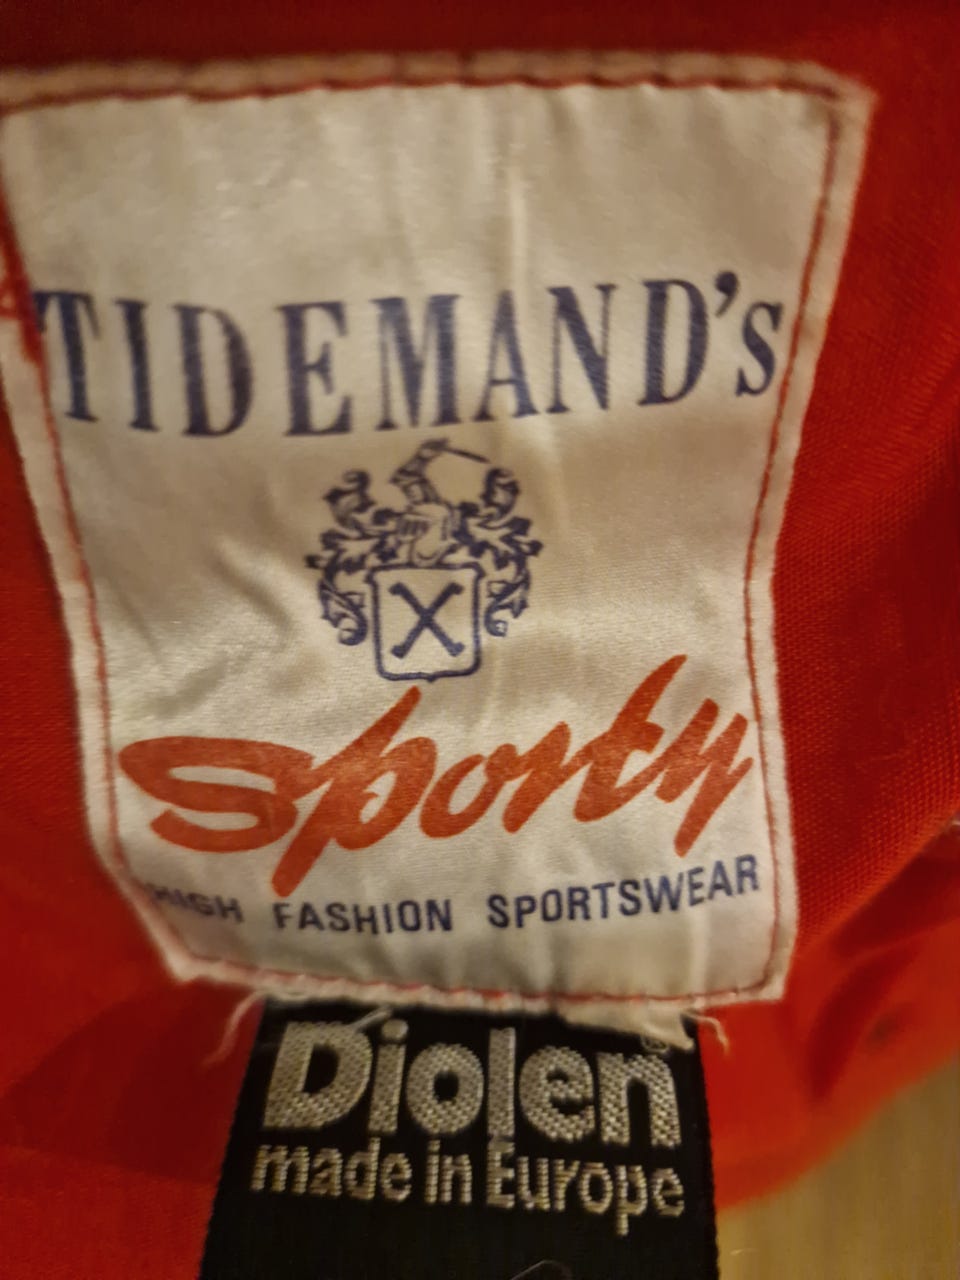 TIDEMAND's
Sporty
HIGH FASHION SPORTSWEAR
Diolen®
made in Europe